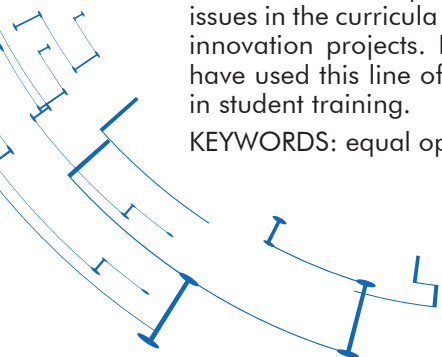 issues in the curricula
innovation projects.
have used this line of
in student training.
KEYWORDS: equal op